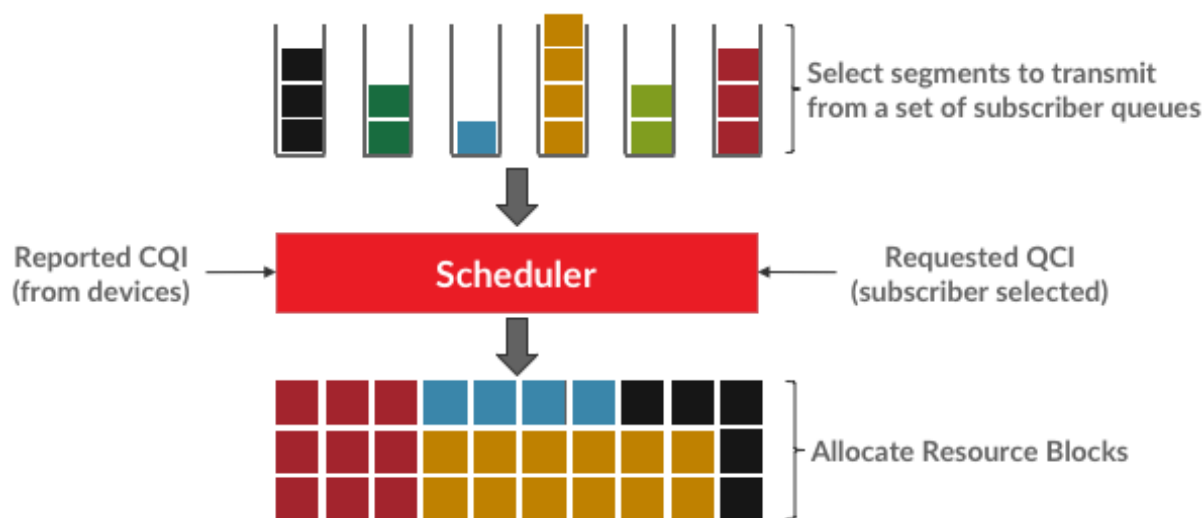 Select segments to transmit
from a set of subscriber queues
Reported CQI
(from devices)
Scheduler
Requested QCI
(subscriber selected)
Allocate Resource Blocks